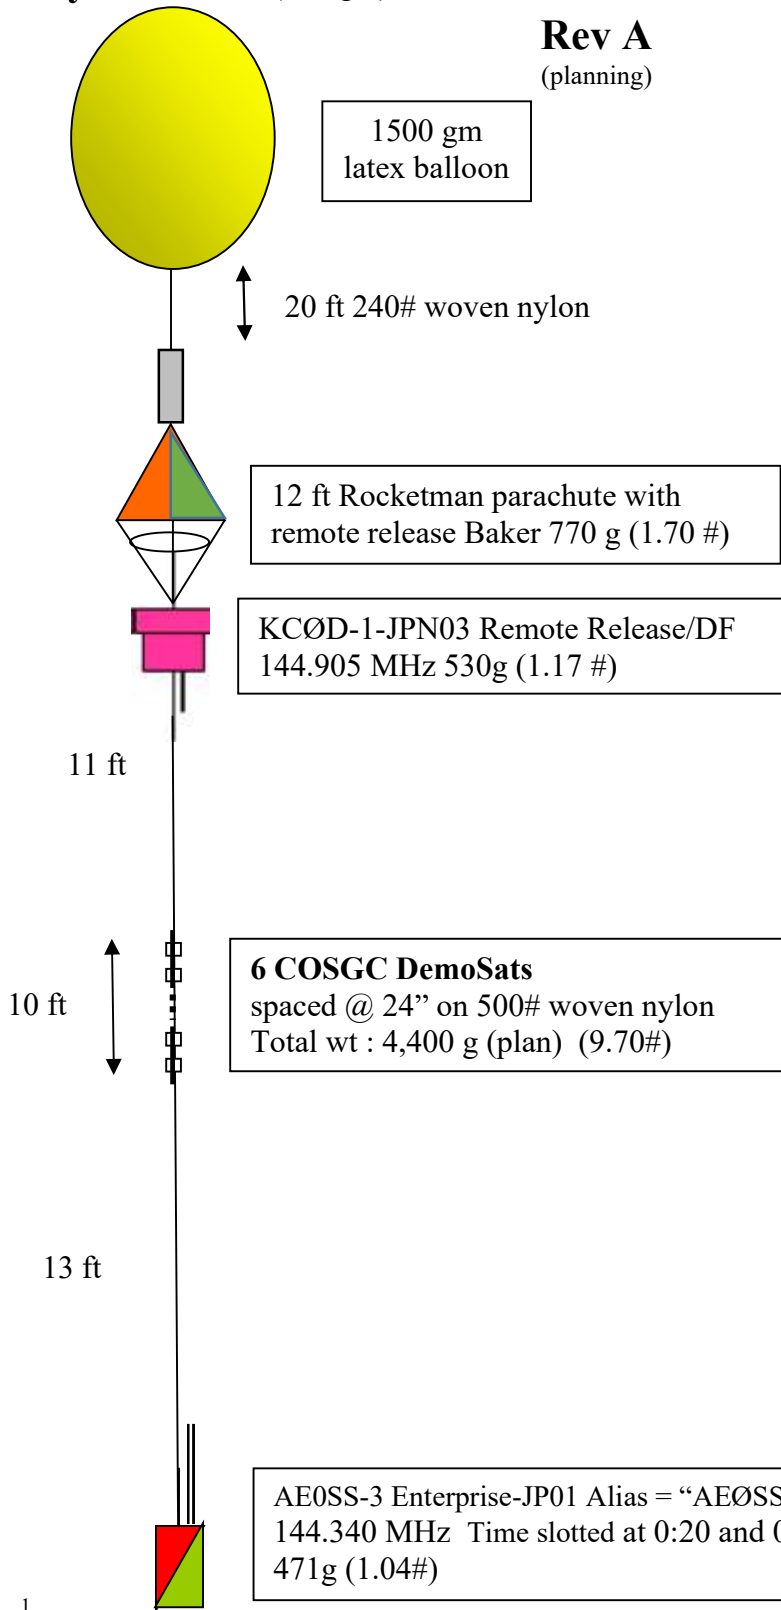 Rev A
(planning)
1500 gm
latex balloon
20 ft 240# woven nylon
12 ft Rocketman parachute with
remote release Baker 770 g (1.70 #)
KCØD-1-JPN03 Remote Release/DF
144.905 MHz 530g (1.17 #)
11 ft
6 COSGC DemoSats
spaced @ 24” on 500# woven nylon
Total wt : 4,400 g (plan) (9.70#)
10 ft
13 ft
AE0SS-3 Enterprise-JP01 Alias = “AEØSS
144.340 MHz Time slotted at 0:20 and 0
471g (1.04#)
1